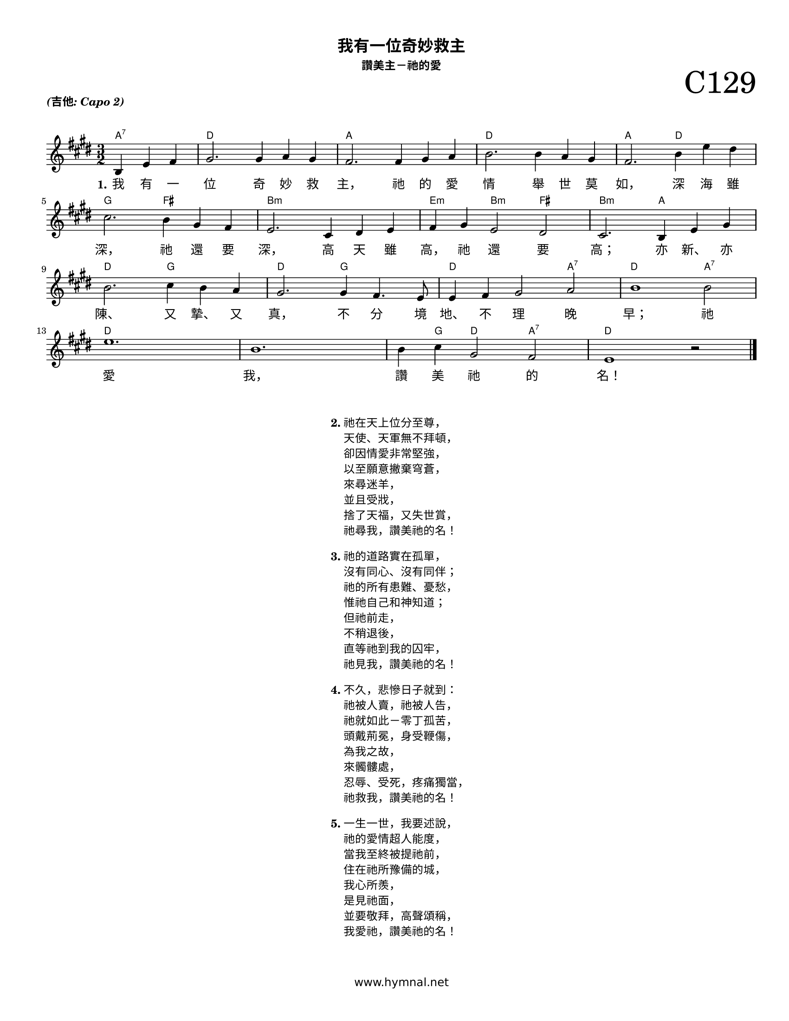 我有一位奇妙救主
讚美主－祂的愛
C129
(吉他: Capo 2)
A7 D A D A D
3/2
1. 我 有 一 位 奇 妙 救 主， 祂 的 愛 情 舉 世 莫 如， 深 海 雖
5 G F# Bm Em Bm F# Bm A
深， 祂 還 要 深， 高 天 雖 高， 祂 還 要 高； 亦 新、 亦
9 D G D G D A7 D A7
陳、 又 摯、 又 真， 不 分 境 地、 不 理 晚 早； 祂
13 D G D A7 D
愛 我， 讚 美 祂 的 名！
2. 祂在天上位分至尊，
天使、天軍無不拜頓，
卻因情愛非常堅強，
以至願意撇棄穹蒼，
來尋迷羊，
並且受戕，
捨了天福，又失世賞，
祂尋我，讚美祂的名！
3. 祂的道路實在孤單，
沒有同心、沒有同伴；
祂的所有患難、憂愁，
惟祂自己和神知道；
但祂前走，
不稍退後，
直等祂到我的囚牢，
祂見我，讚美祂的名！
4. 不久，悲慘日子就到：
祂被人賣，祂被人告，
祂就如此－零丁孤苦，
頭戴荊冕，身受鞭傷，
為我之故，
來髑髏處，
忍辱、受死，疼痛獨當，
祂救我，讚美祂的名！
5. 一生一世，我要述說，
祂的愛情超人能度，
當我至終被提祂前，
住在祂所豫備的城，
我心所羨，
是見祂面，
並要敬拜，高聲頌稱，
我愛祂，讚美祂的名！
www.hymnal.net